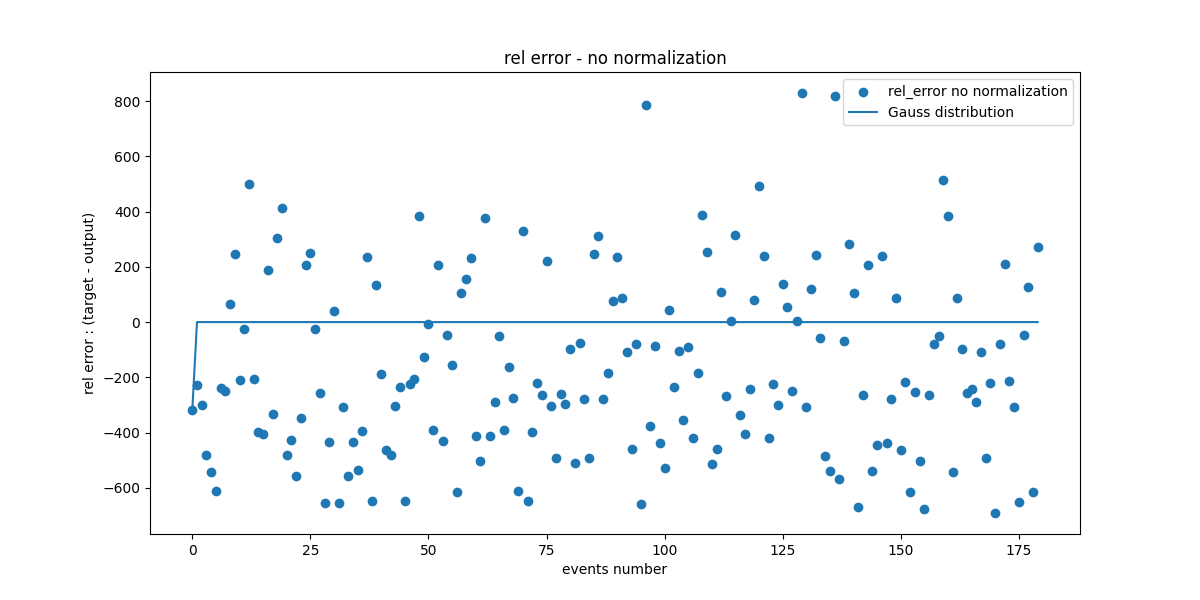 rel error - no normalization
rel_error no normalization
Gauss distribution
rel error : (target - output)
800
600
400
200
0
−200
−400
−600
0 25 50 75 100 125 150 175
events number